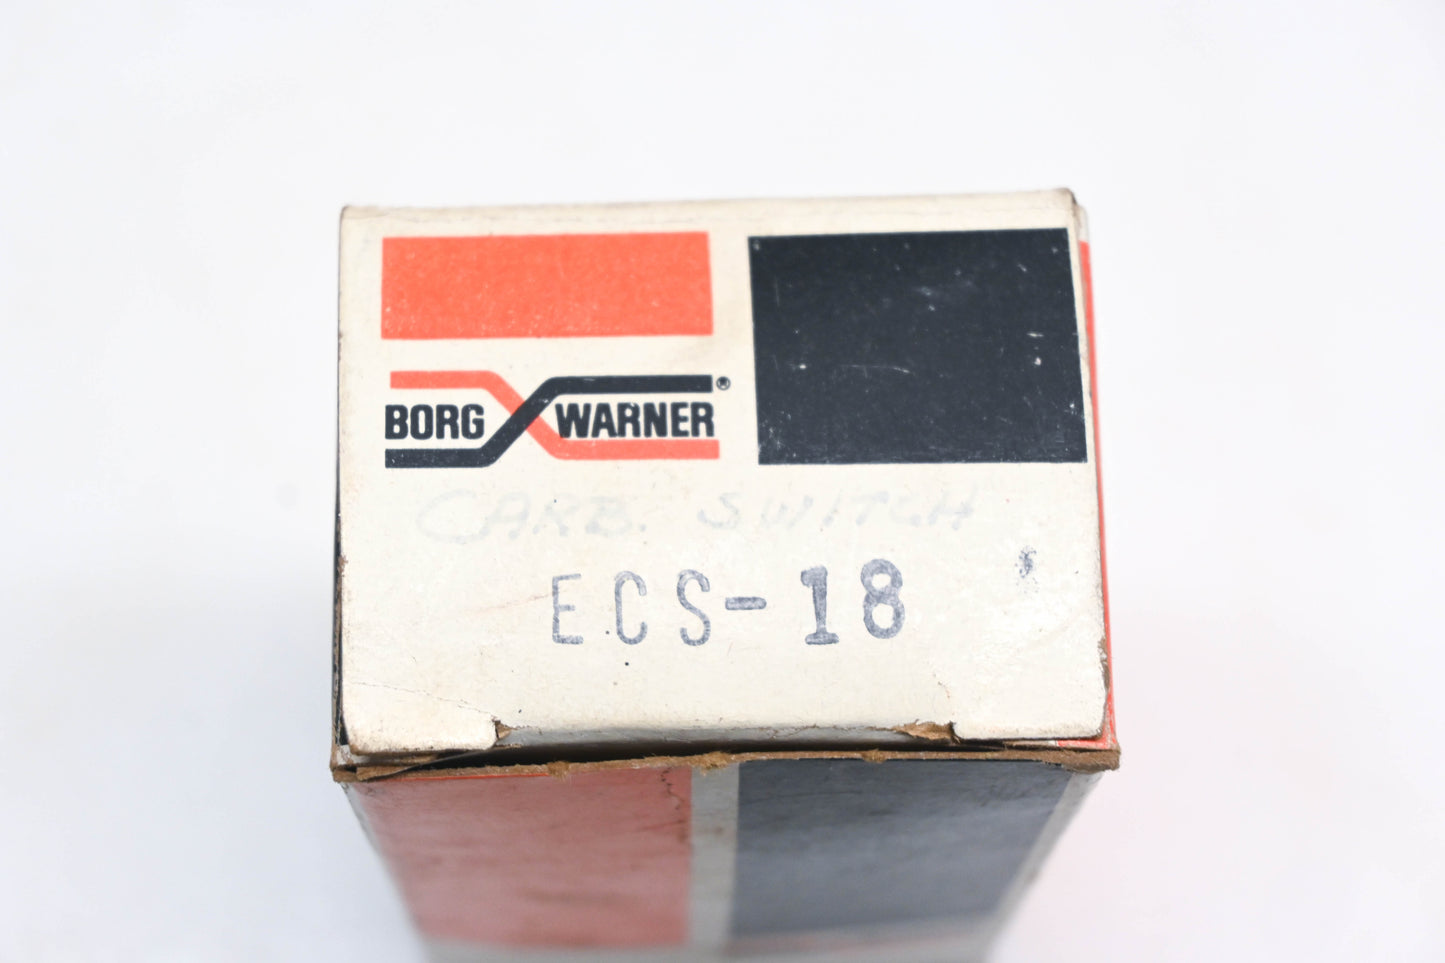 BORG WARNER®
CARB. SWITCH
ECS-18